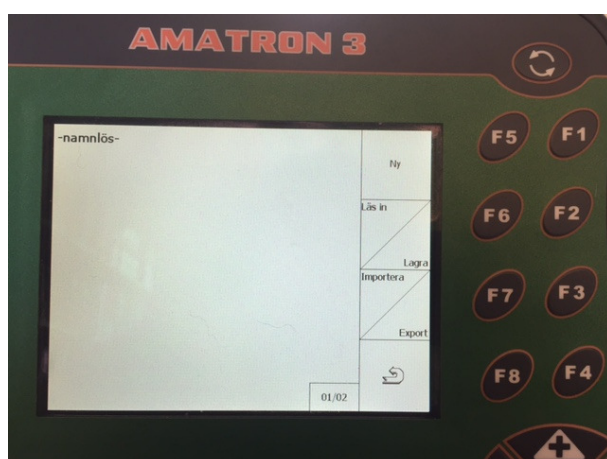 AMATRON 3
-namnlös-
Ny
Läs in
Lagra
Importera
Export
01/02
F5 F1
F6 F2
F7 F3
F8 F4